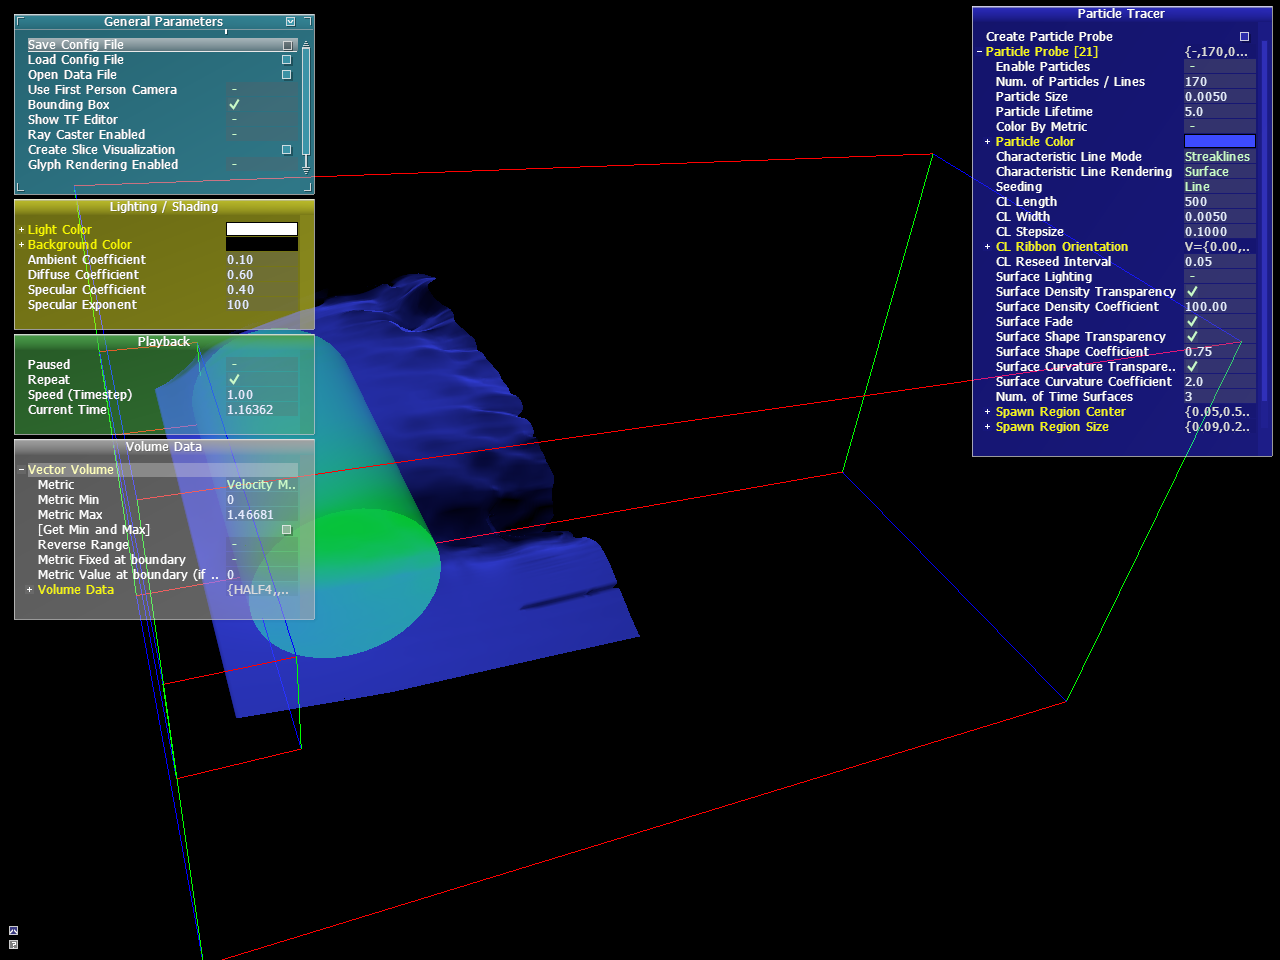 General Parameters
Save Config File
Load Config File
Open Data File
Use First Person Camera -
Bounding Box ✓
Show TF Editor -
Ray Caster Enabled -
Create Slice Visualization
Glyph Rendering Enabled -
Lighting / Shading
+ Light Color
+ Background Color
Ambient Coefficient 0.10
Diffuse Coefficient 0.60
Specular Coefficient 0.40
Specular Exponent 100
Playback
Paused -
Repeat ✓
Speed (Timestep) 1.00
Current Time 1.16362
Volume Data
- Vector Volume
Metric Velocity M..
Metric Min 0
Metric Max 1.46681
[Get Min and Max]
Reverse Range -
Metric Fixed at boundary -
Metric Value at boundary (if .. 0
+ Volume Data {HALF4,,..
?
Particle Tracer
Create Particle Probe
- Particle Probe [21] {-,170,0...
Enable Particles -
Num. of Particles / Lines 170
Particle Size 0.0050
Particle Lifetime 5.0
Color By Metric -
+ Particle Color
Characteristic Line Mode Streaklines
Characteristic Line Rendering Surface
Seeding Line
CL Length 500
CL Width 0.0050
CL Stepsize 0.1000
+ CL Ribbon Orientation V={0.00,..
CL Reseed Interval 0.05
Surface Lighting -
Surface Density Transparency ✓
Surface Density Coefficient 100.00
Surface Fade ✓
Surface Shape Transparency ✓
Surface Shape Coefficient 0.75
Surface Curvature Transpare.. ✓
Surface Curvature Coefficient 2.0
Num. of Time Surfaces 3
+ Spawn Region Center {0.05,0.5..
+ Spawn Region Size {0.09,0.2..